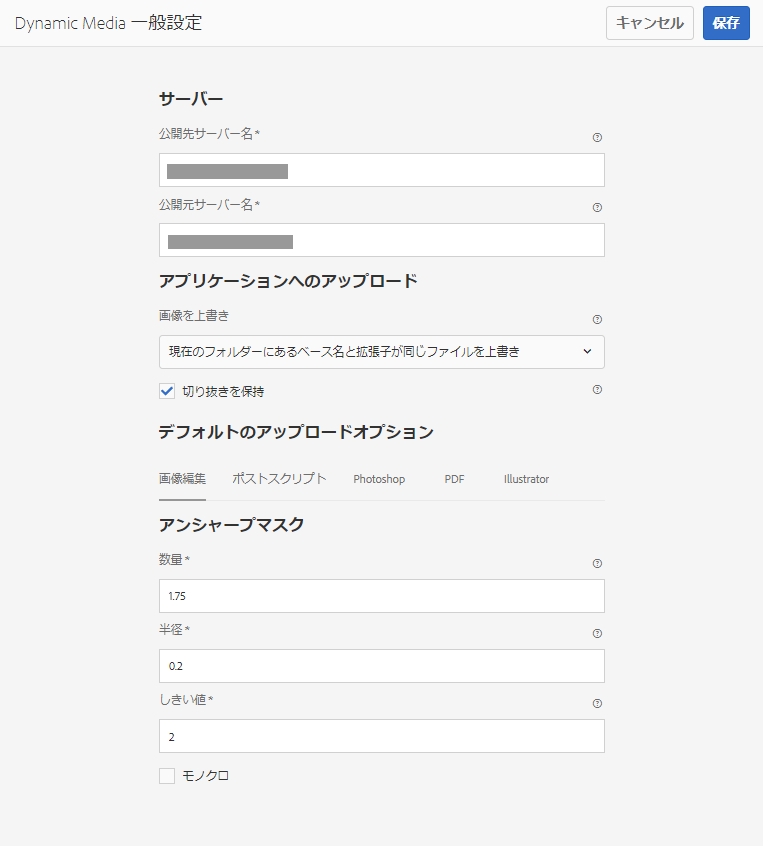 Dynamic Media 一般設定
キャンセル
保存
サーバー
公開先サーバー名*
公開元サーバー名*
アプリケーションへのアップロード
画像を上書き
現在のフォルダーにあるベース名と拡張子が同じファイルを上書き
切り抜きを保持
デフォルトのアップロードオプション
画像編集 ポストスクリプト Photoshop PDF Illustrator
アンシャープマスク
数量*
1.75
半径*
0.2
しきい値*
2
モノクロ